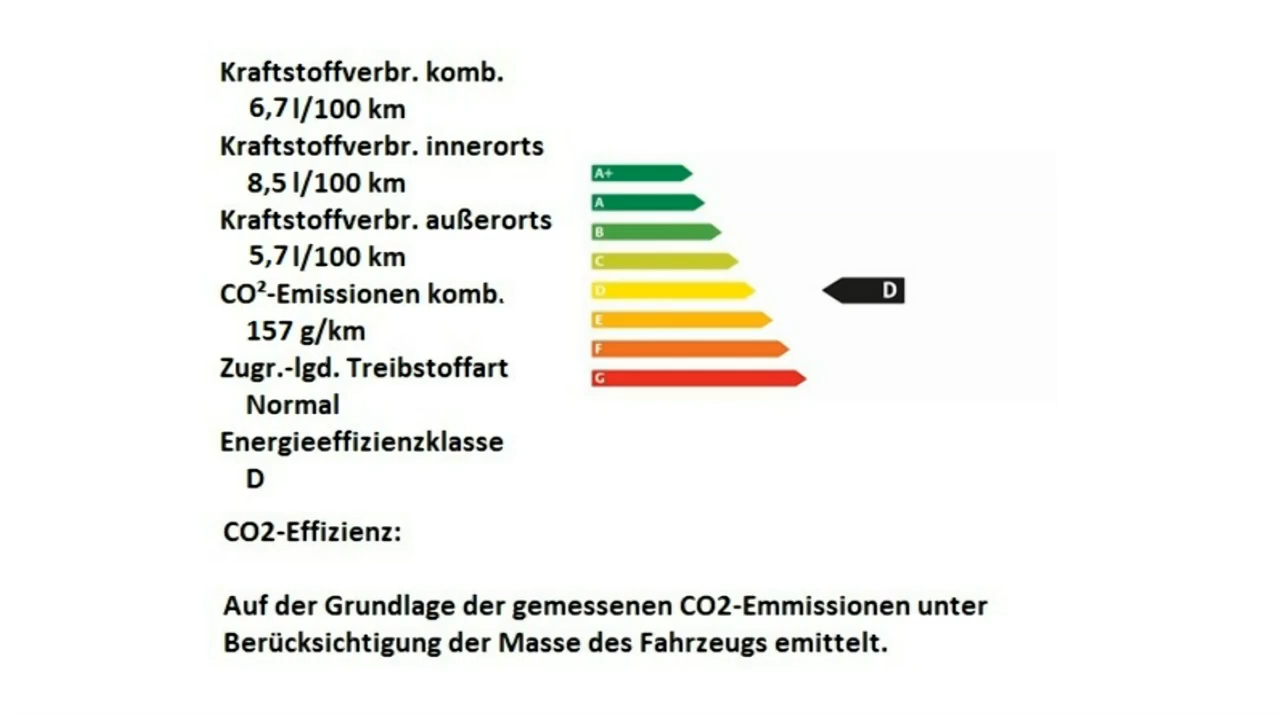 Kraftstoffverbr. komb.
6,7 l/100 km
Kraftstoffverbr. innerorts
8,5 l/100 km
Kraftstoffverbr. außerorts
5,7 l/100 km
CO²-Emissionen komb.
157 g/km
Zugr.-lgd. Treibstoffart
Normal
Energieeffizienzklasse
D
A+
A
B
C
D
D
E
F
G
CO2-Effizienz:
Auf der Grundlage der gemessenen CO2-Emmissionen unter
Berücksichtigung der Masse des Fahrzeugs emittelt.